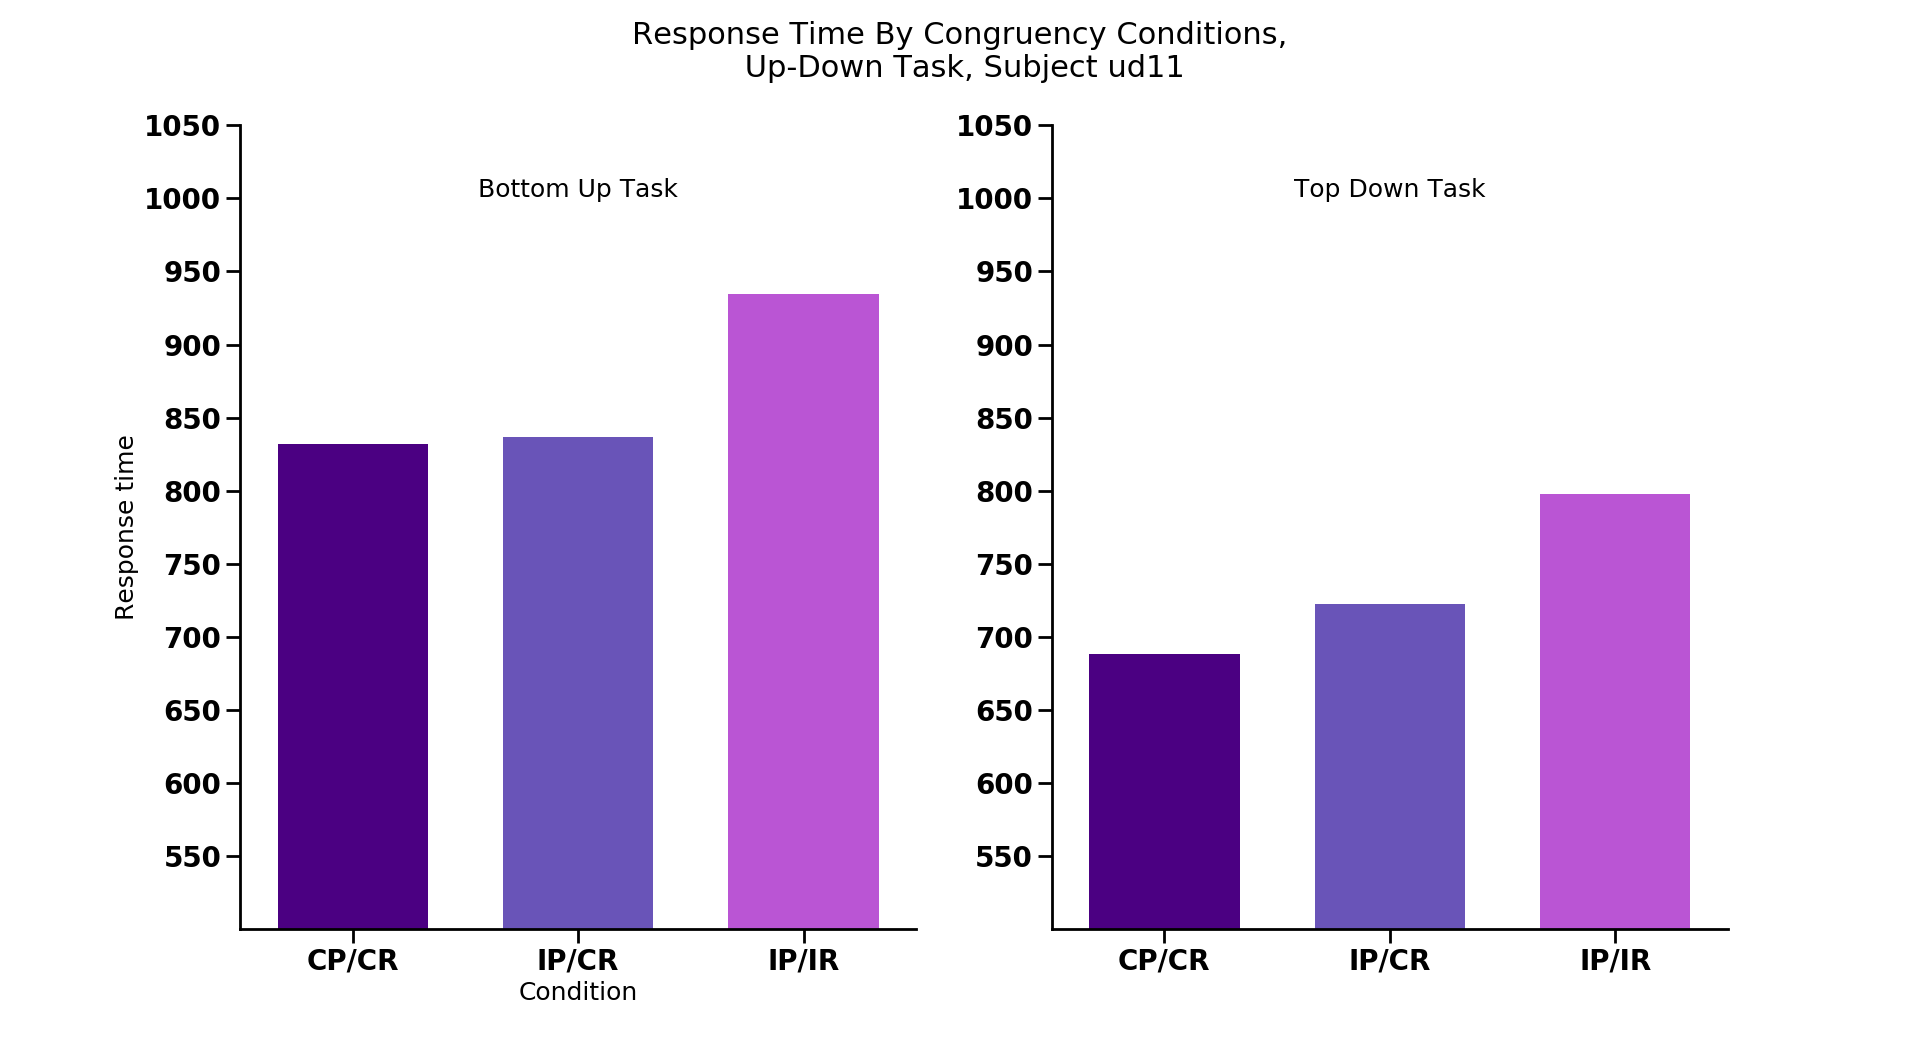 Response Time By Congruency Conditions,
Up-Down Task, Subject ud11
Bottom Up Task
1050
1000
950
900
850
800
750
700
650
600
550
Response time
CP/CR
IP/CR
IP/IR
Condition
Top Down Task
1050
1000
950
900
850
800
750
700
650
600
550
CP/CR
IP/CR
IP/IR